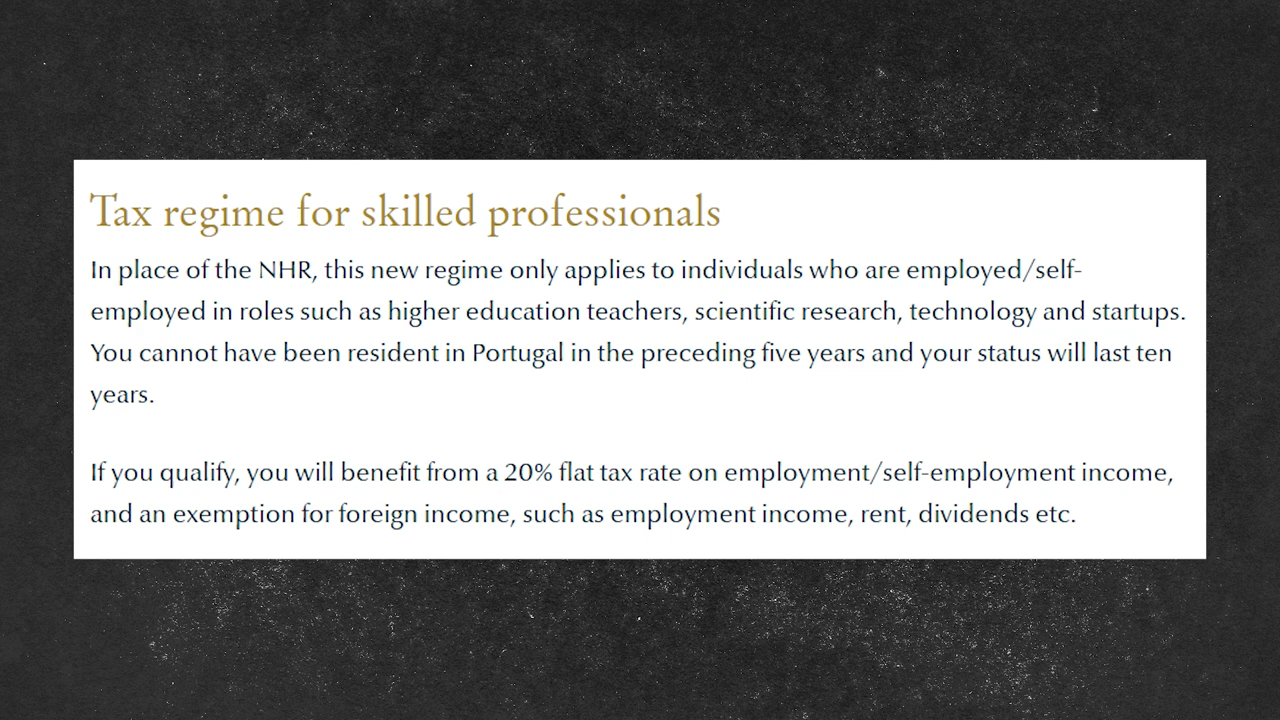 Tax regime for skilled professionals
In place of the NHR, this new regime only applies to individuals who are employed/self-
employed in roles such as higher education teachers, scientific research, technology and startups.
You cannot have been resident in Portugal in the preceding five years and your status will last ten
years.
If you qualify, you will benefit from a 20% flat tax rate on employment/self-employment income,
and an exemption for foreign income, such as employment income, rent, dividends etc.